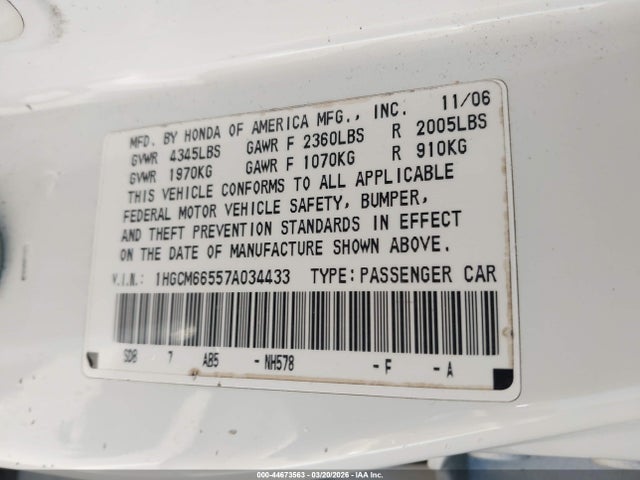 MFD. BY HONDA OF AMERICA MFG., INC. 11/06
GVWR 4345LBS GAWR F 2360LBS R 2005LBS
GVWR 1970KG GAWR F 1070KG R 910KG
THIS VEHICLE CONFORMS TO ALL APPLICABLE
FEDERAL MOTOR VEHICLE SAFETY, BUMPER,
AND THEFT PREVENTION STANDARDS IN EFFECT
ON THE DATE OF MANUFACTURE SHOWN ABOVE.
V.I.N.: 1HGCM66557A034433 TYPE: PASSENGER CAR
SDB 7 AB5 - NH578 - F - A
000-44673563 | 03/20/2026 | IAA Inc.